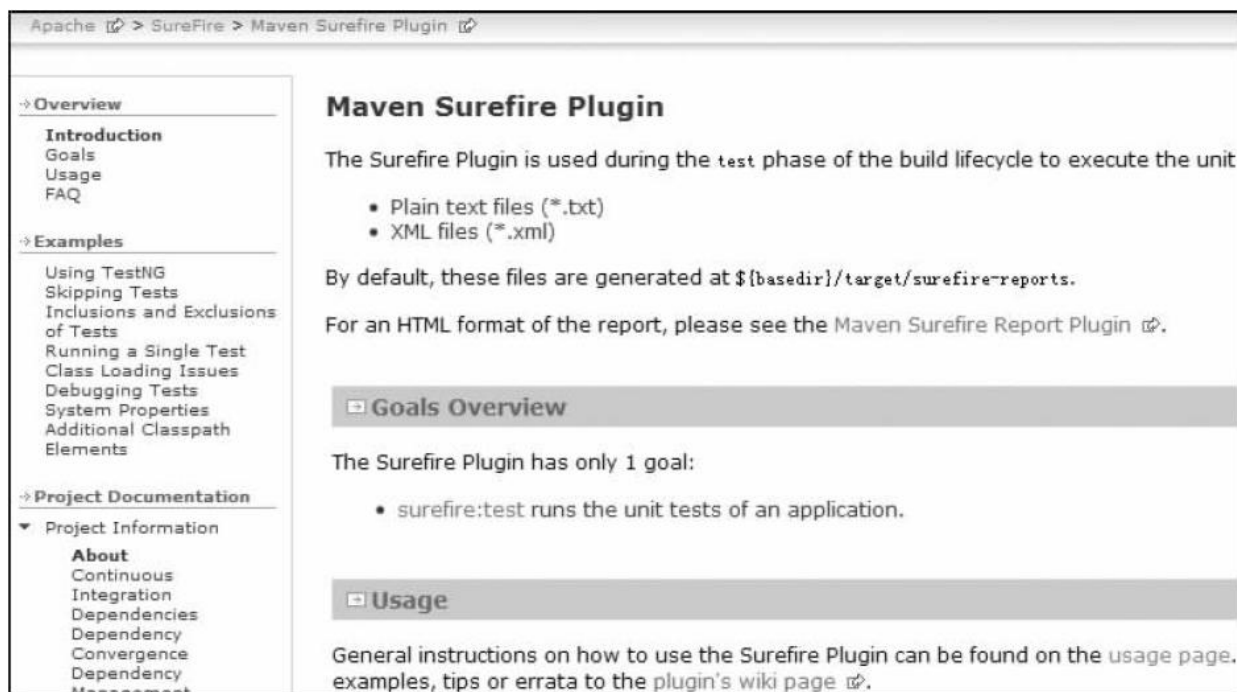 Apache > SureFire > Maven Surefire Plugin
Overview
Introduction
Goals
Usage
FAQ
Examples
Using TestNG
Skipping Tests
Inclusions and Exclusions
of Tests
Running a Single Test
Class Loading Issues
Debugging Tests
System Properties
Additional Classpath
Elements
Project Documentation
Project Information
About
Continuous
Integration
Dependencies
Dependency
Convergence
Dependency
Management
Maven Surefire Plugin
The Surefire Plugin is used during the test phase of the build lifecycle to execute the unit
• Plain text files (*.txt)
• XML files (*.xml)
By default, these files are generated at ${basedir}/target/surefire-reports.
For an HTML format of the report, please see the Maven Surefire Report Plugin .
Goals Overview
The Surefire Plugin has only 1 goal:
• surefire:test runs the unit tests of an application.
Usage
General instructions on how to use the Surefire Plugin can be found on the usage page.
examples, tips or errata to the plugin's wiki page .